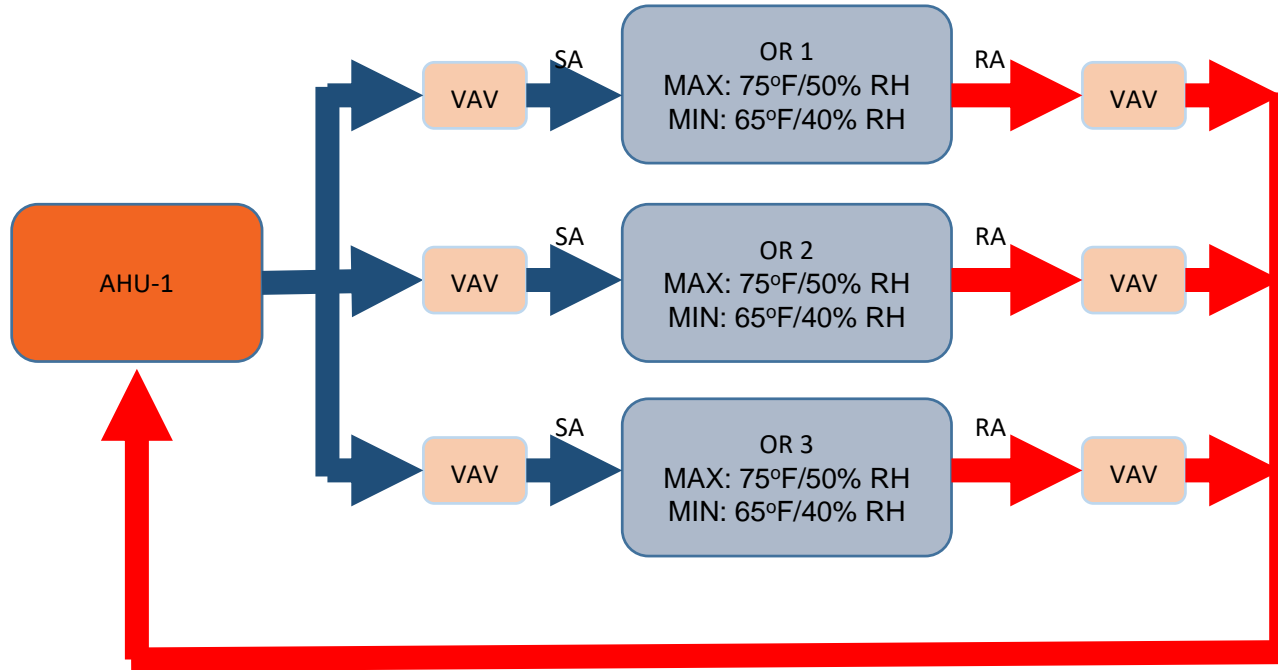 SA
OR 1
MAX: 75ºF/50% RH
MIN: 65ºF/40% RH
RA
VAV
VAV
AHU-1
SA
OR 2
MAX: 75ºF/50% RH
MIN: 65ºF/40% RH
RA
VAV
VAV
SA
OR 3
MAX: 75ºF/50% RH
MIN: 65ºF/40% RH
RA
VAV
VAV